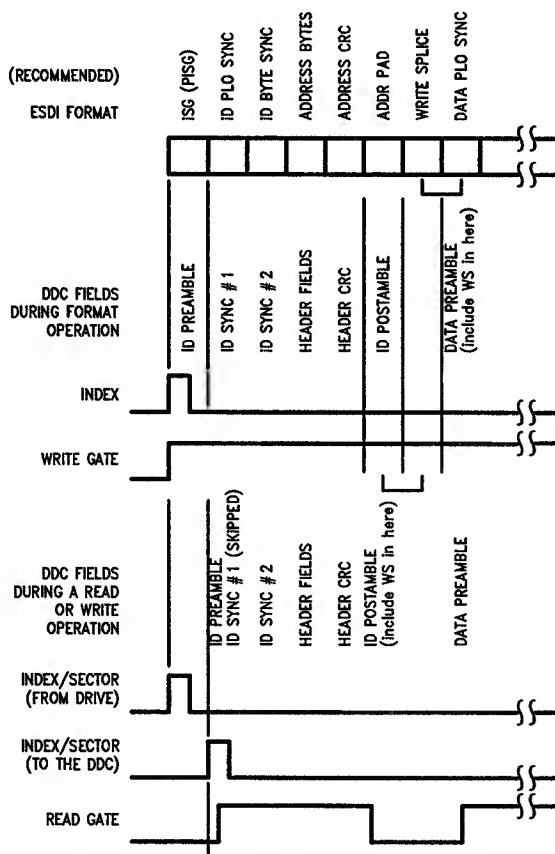 (RECOMMENDED)
ESDI FORMAT
ISG (PISG)
ID PLO SYNC
ID BYTE SYNC
ADDRESS BYTES
ADDRESS CRC
ADDR PAD
WRITE SPLICE
DATA PLO SYNC
DDC FIELDS
DURING FORMAT
OPERATION
ID PREAMBLE
ID SYNC #1
ID SYNC #2
HEADER FIELDS
HEADER CRC
ID POSTAMBLE
DATA PREAMBLE
(include WS in here)
INDEX
WRITE GATE
DDC FIELDS
DURING A READ
OR WRITE
OPERATION
ID PREAMBLE
ID SYNC #1 (SKIPPED)
ID SYNC #2
HEADER FIELDS
HEADER CRC
ID POSTAMBLE
(include WS in here)
DATA PREAMBLE
INDEX/SECTOR
(FROM DRIVE)
INDEX/SECTOR
(TO THE DDC)
READ GATE